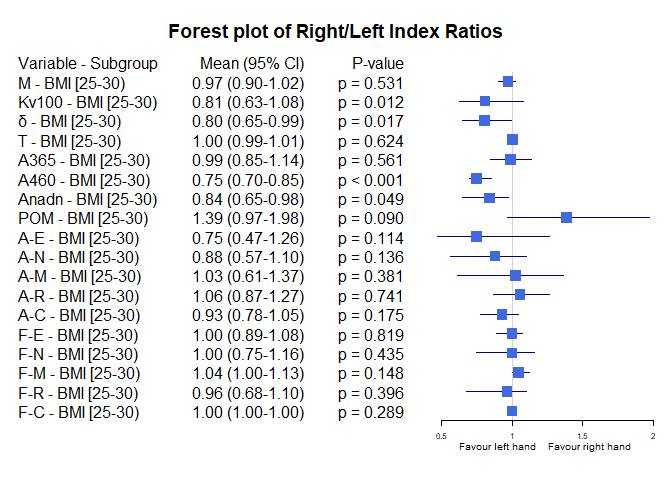 Forest plot of Right/Left Index Ratios
Variable - Subgroup Mean (95% CI) P-value
M - BMI [25-30) 0.97 (0.90-1.02) p = 0.531
Kv100 - BMI [25-30) 0.81 (0.63-1.08) p = 0.012
δ - BMI [25-30) 0.80 (0.65-0.99) p = 0.017
T - BMI [25-30) 1.00 (0.99-1.01) p = 0.624
A365 - BMI [25-30) 0.99 (0.85-1.14) p = 0.561
A460 - BMI [25-30) 0.75 (0.70-0.85) p < 0.001
Anadn - BMI [25-30) 0.84 (0.65-0.98) p = 0.049
POM - BMI [25-30) 1.39 (0.97-1.98) p = 0.090
A-E - BMI [25-30) 0.75 (0.47-1.26) p = 0.114
A-N - BMI [25-30) 0.88 (0.57-1.10) p = 0.136
A-M - BMI [25-30) 1.03 (0.61-1.37) p = 0.381
A-R - BMI [25-30) 1.06 (0.87-1.27) p = 0.741
A-C - BMI [25-30) 0.93 (0.78-1.05) p = 0.175
F-E - BMI [25-30) 1.00 (0.89-1.08) p = 0.819
F-N - BMI [25-30) 1.00 (0.75-1.16) p = 0.435
F-M - BMI [25-30) 1.04 (1.00-1.13) p = 0.148
F-R - BMI [25-30) 0.96 (0.68-1.10) p = 0.396
F-C - BMI [25-30) 1.00 (1.00-1.00) p = 0.289
0.5 1 1.5 2
Favour left hand Favour right hand